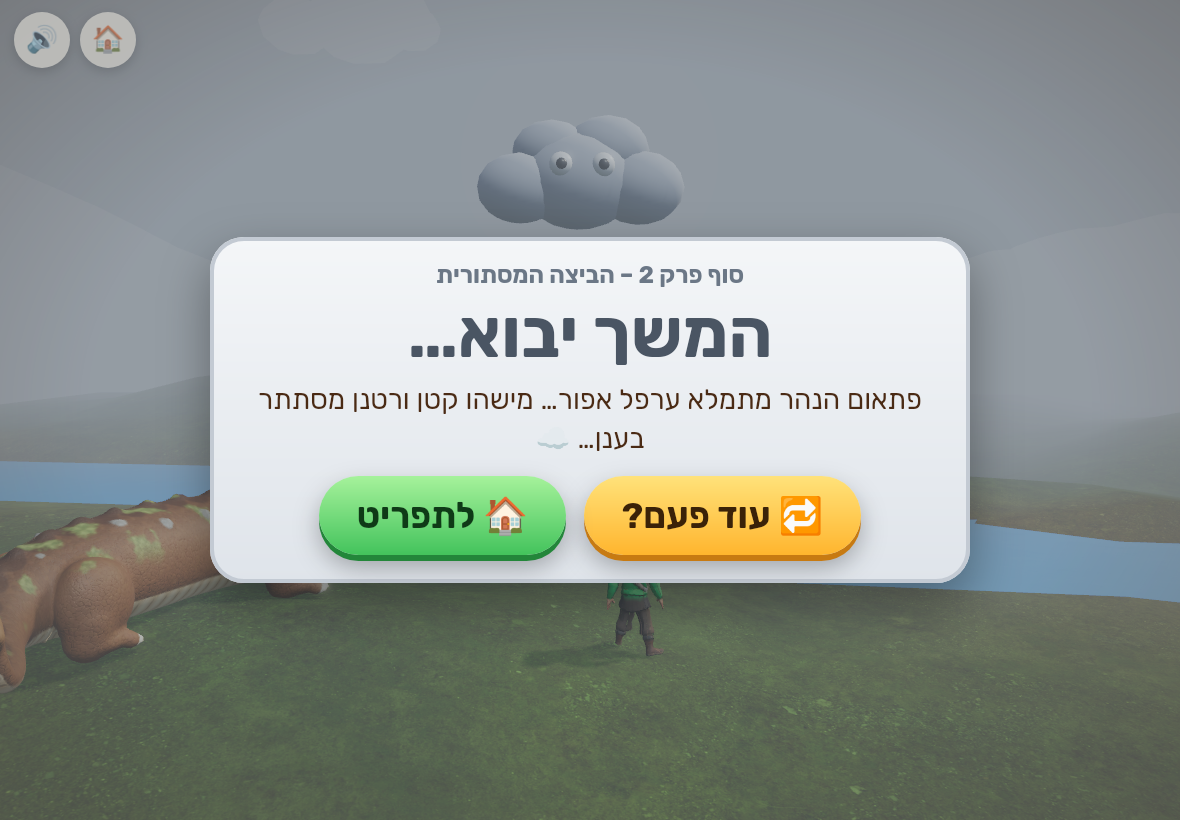 סוף פרק 2 – הביצה המסתורית
המשך יבוא...
פתאום הנהר מתמלא ערפל אפור... מישהו קטן ורטנן מסתתר
בענן... ☁️
🔁 עוד פעם?
🏠 לתפריט